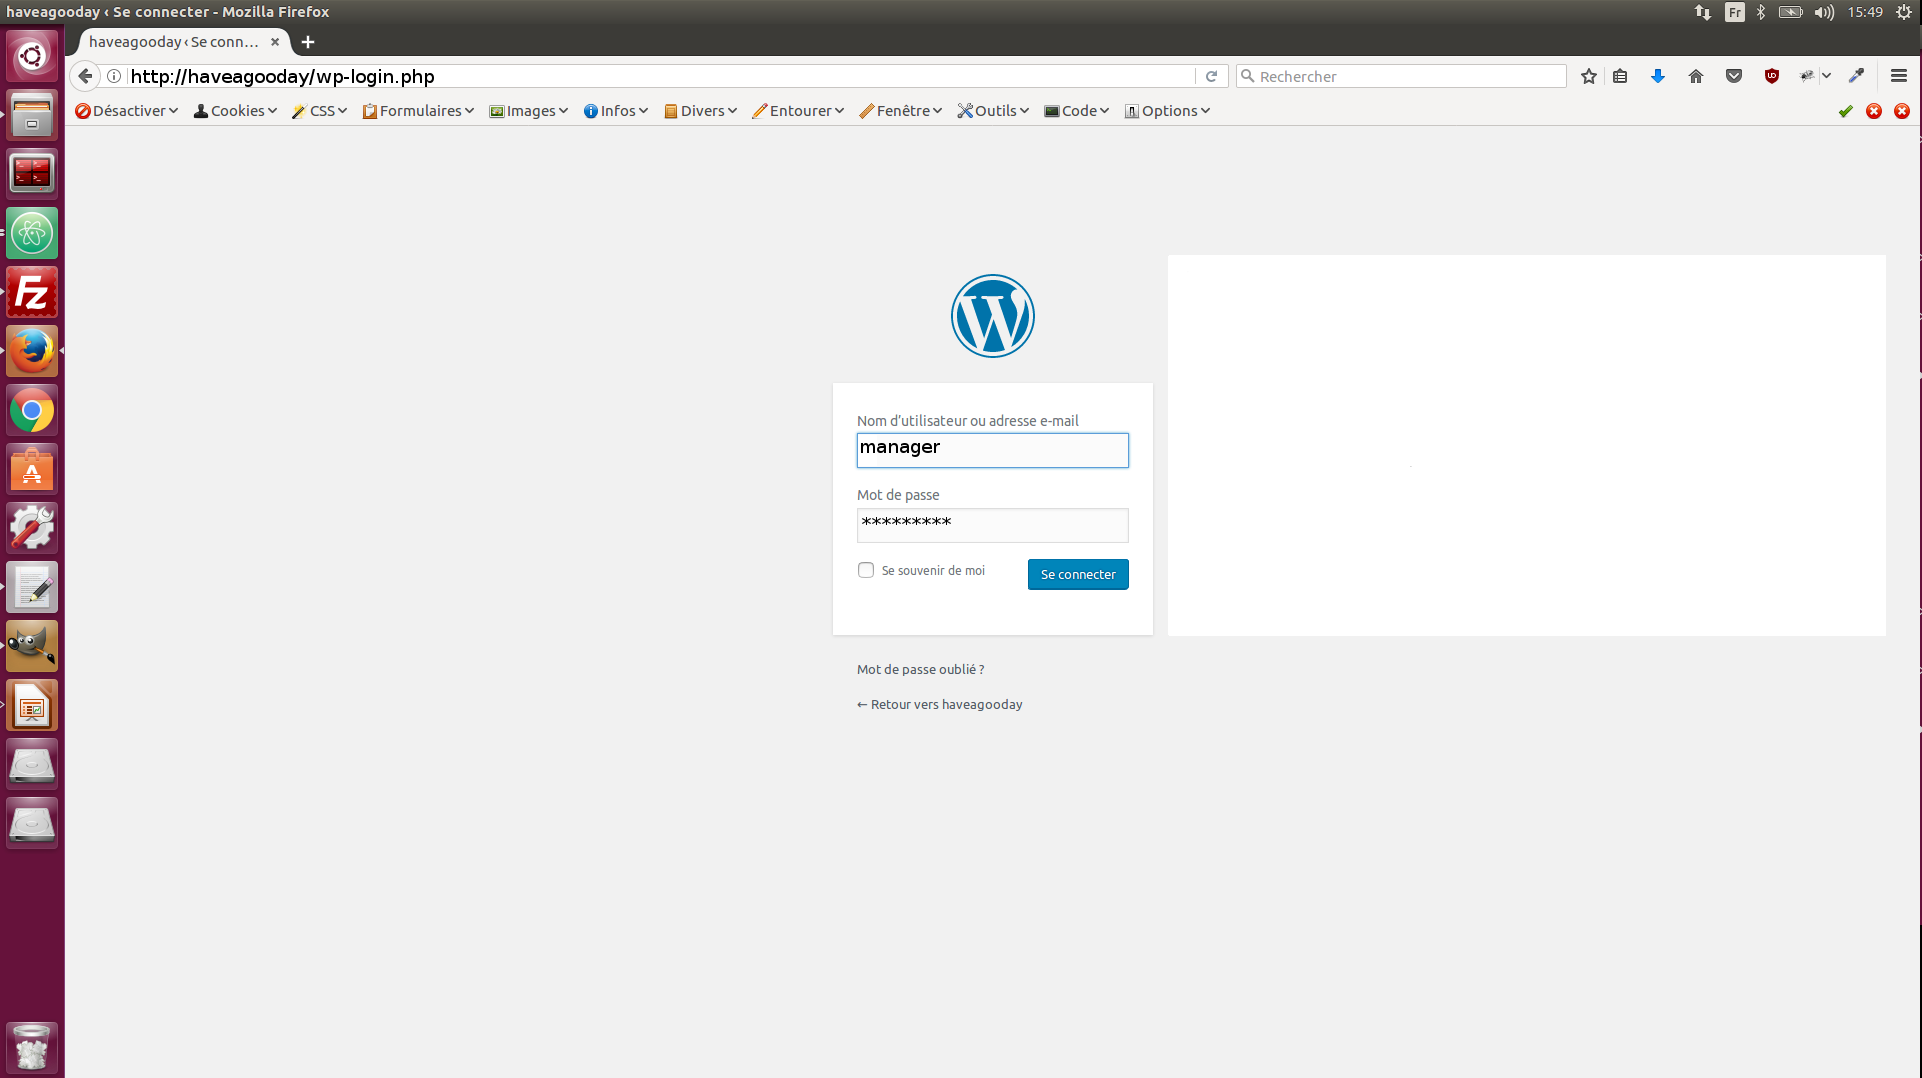 haveagooday ‹ Se connecter - Mozilla Firefox
Fr
15:49
haveagooday ‹ Se conn...
http://haveagooday/wp-login.php
Rechercher
Désactiver
Cookies
CSS
Formulaires
Images
Infos
Divers
Entourer
Fenêtre
Outils
Code
Options
Nom d'utilisateur ou adresse e-mail
manager
Mot de passe
*********
Se souvenir de moi
Se connecter
Mot de passe oublié ?
← Retour vers haveagooday